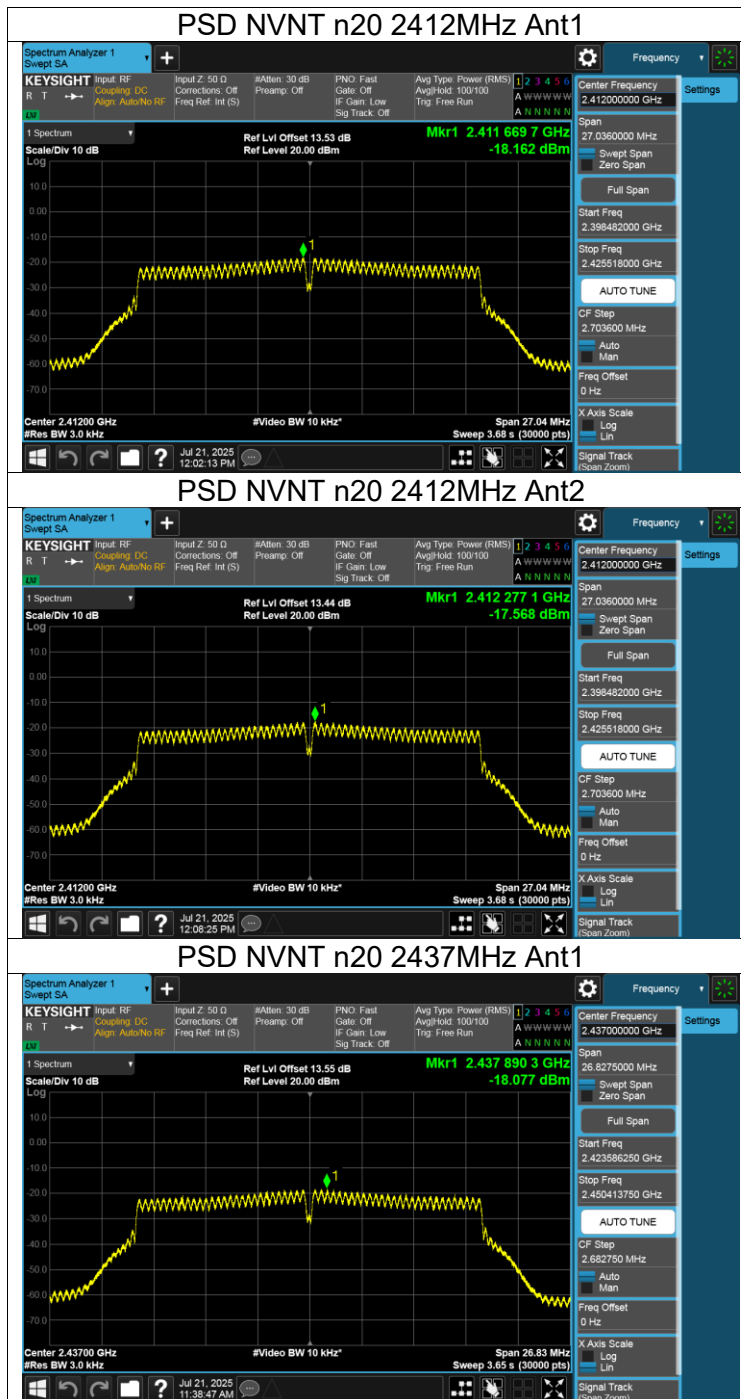 PSD NVNT n20 2412MHz Ant1
Spectrum Analyzer 1
Swept SA
+
Frequency
KEYSIGHT
R T
LXI
Input: RF
Coupling: DC
Align: Auto/No RF
Input Z: 50 Ω
Corrections: Off
Freq Ref: Int (S)
#Atten: 30 dB
Preamp: Off
PNO: Fast
Gate: Off
IF Gain: Low
Sig Track: Off
Avg Type: Power (RMS)
Avg|Hold: 100/100
Trig: Free Run
1 2 3 4 5 6
A W W W W W
A N N N N N
Center Frequency
2.412000000 GHz
Settings
Span
27.0360000 MHz
Swept Span
Zero Span
Full Span
Start Freq
2.398482000 GHz
Stop Freq
2.425518000 GHz
AUTO TUNE
CF Step
2.703600 MHz
Auto
Man
Freq Offset
0 Hz
X Axis Scale
Log
Lin
Signal Track
(Span Zoom)
1 Spectrum
Scale/Div 10 dB
Log
Ref Lvl Offset 13.53 dB
Ref Level 20.00 dBm
Mkr1 2.411 669 7 GHz
-18.162 dBm
10.0
0.00
-10.0
-20.0
-30.0
-40.0
-50.0
-60.0
-70.0
1
Center 2.41200 GHz
#Res BW 3.0 kHz
#Video BW 10 kHz*
Span 27.04 MHz
Sweep 3.68 s (30000 pts)
?
Jul 21, 2025
12:02:13 PM
PSD NVNT n20 2412MHz Ant2
Spectrum Analyzer 1
Swept SA
+
Frequency
KEYSIGHT
R T
LXI
Input: RF
Coupling: DC
Align: Auto/No RF
Input Z: 50 Ω
Corrections: Off
Freq Ref: Int (S)
#Atten: 30 dB
Preamp: Off
PNO: Fast
Gate: Off
IF Gain: Low
Sig Track: Off
Avg Type: Power (RMS)
Avg|Hold: 100/100
Trig: Free Run
1 2 3 4 5 6
A W W W W W
A N N N N N
Center Frequency
2.412000000 GHz
Settings
Span
27.0360000 MHz
Swept Span
Zero Span
Full Span
Start Freq
2.398482000 GHz
Stop Freq
2.425518000 GHz
AUTO TUNE
CF Step
2.703600 MHz
Auto
Man
Freq Offset
0 Hz
X Axis Scale
Log
Lin
Signal Track
(Span Zoom)
1 Spectrum
Scale/Div 10 dB
Log
Ref Lvl Offset 13.44 dB
Ref Level 20.00 dBm
Mkr1 2.412 277 1 GHz
-17.568 dBm
10.0
0.00
-10.0
-20.0
-30.0
-40.0
-50.0
-60.0
-70.0
1
Center 2.41200 GHz
#Res BW 3.0 kHz
#Video BW 10 kHz*
Span 27.04 MHz
Sweep 3.68 s (30000 pts)
?
Jul 21, 2025
12:08:25 PM
PSD NVNT n20 2437MHz Ant1
Spectrum Analyzer 1
Swept SA
+
Frequency
KEYSIGHT
R T
LXI
Input: RF
Coupling: DC
Align: Auto/No RF
Input Z: 50 Ω
Corrections: Off
Freq Ref: Int (S)
#Atten: 30 dB
Preamp: Off
PNO: Fast
Gate: Off
IF Gain: Low
Sig Track: Off
Avg Type: Power (RMS)
Avg|Hold: 100/100
Trig: Free Run
1 2 3 4 5 6
A W W W W W
A N N N N N
Center Frequency
2.437000000 GHz
Settings
Span
26.8275000 MHz
Swept Span
Zero Span
Full Span
Start Freq
2.423586250 GHz
Stop Freq
2.450413750 GHz
AUTO TUNE
CF Step
2.682750 MHz
Auto
Man
Freq Offset
0 Hz
X Axis Scale
Log
Lin
Signal Track
(Span Zoom)
1 Spectrum
Scale/Div 10 dB
Log
Ref Lvl Offset 13.55 dB
Ref Level 20.00 dBm
Mkr1 2.437 890 3 GHz
-18.077 dBm
10.0
0.00
-10.0
-20.0
-30.0
-40.0
-50.0
-60.0
-70.0
1
Center 2.43700 GHz
#Res BW 3.0 kHz
#Video BW 10 kHz*
Span 26.83 MHz
Sweep 3.65 s (30000 pts)
?
Jul 21, 2025
11:38:47 AM